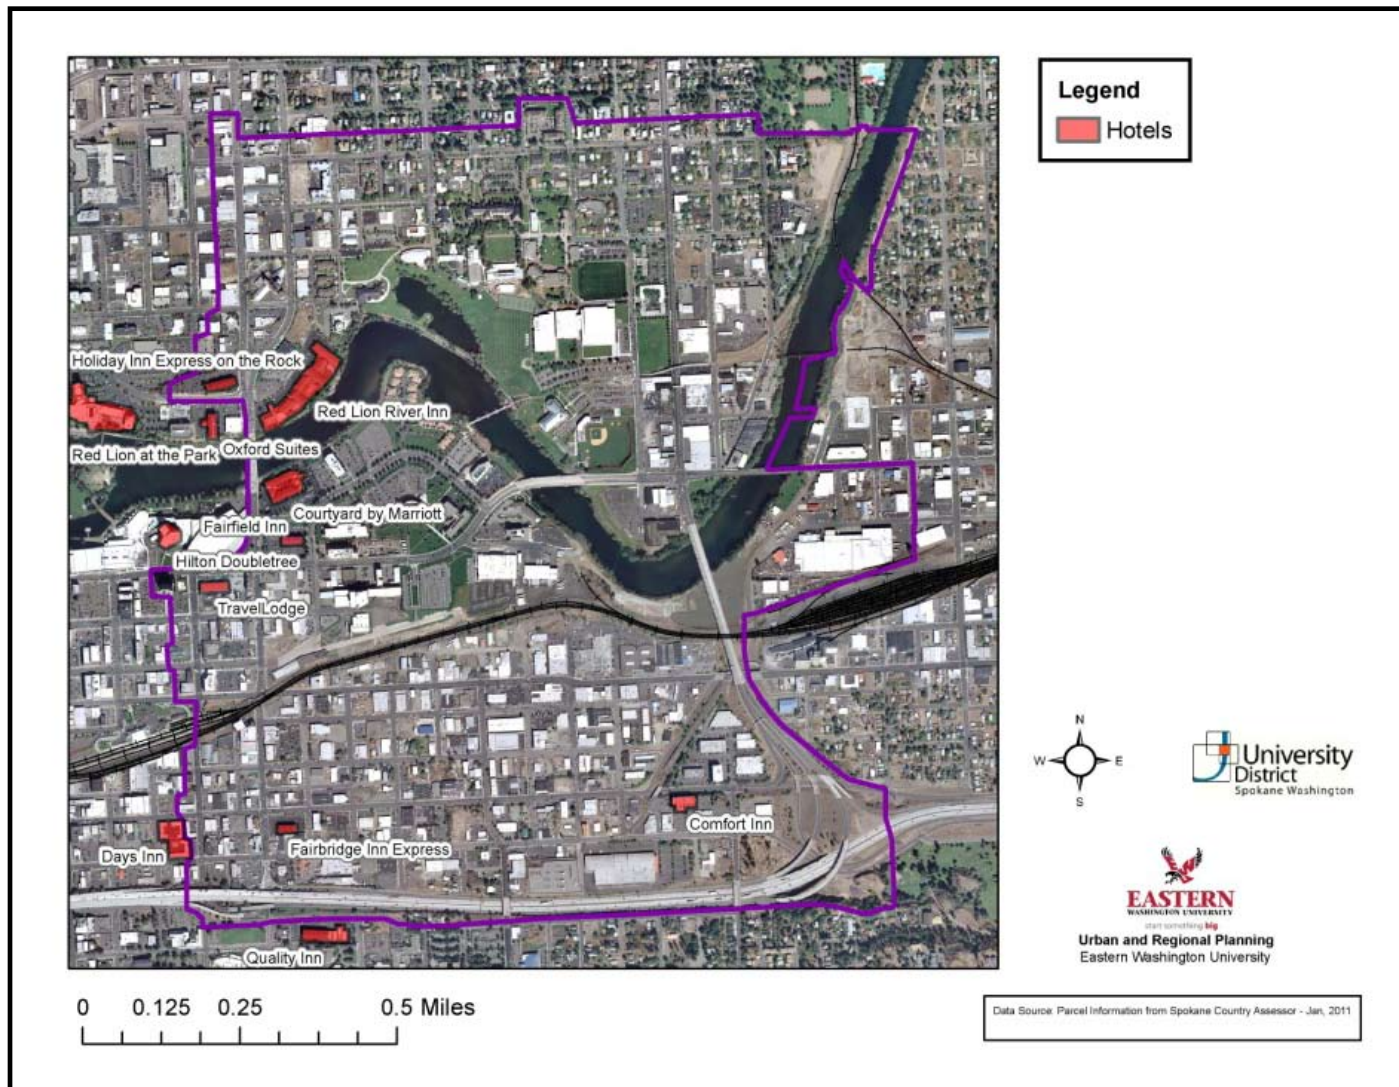 Legend
Hotels
Holiday Inn Express on the Rock
Red Lion River Inn
Red Lion at the Park
Oxford Suites
Courtyard by Marriott
Fairfield Inn
Hilton Doubletree
TravelLodge
Comfort Inn
Fairbridge Inn Express
Days Inn
Quality Inn
N
W E
S
University
District
Spokane Washington
EASTERN
WASHINGTON UNIVERSITY
start something big
Urban and Regional Planning
Eastern Washington University
0 0.125 0.25 0.5 Miles
Data Source: Parcel Information from Spokane Country Assessor - Jan, 2011